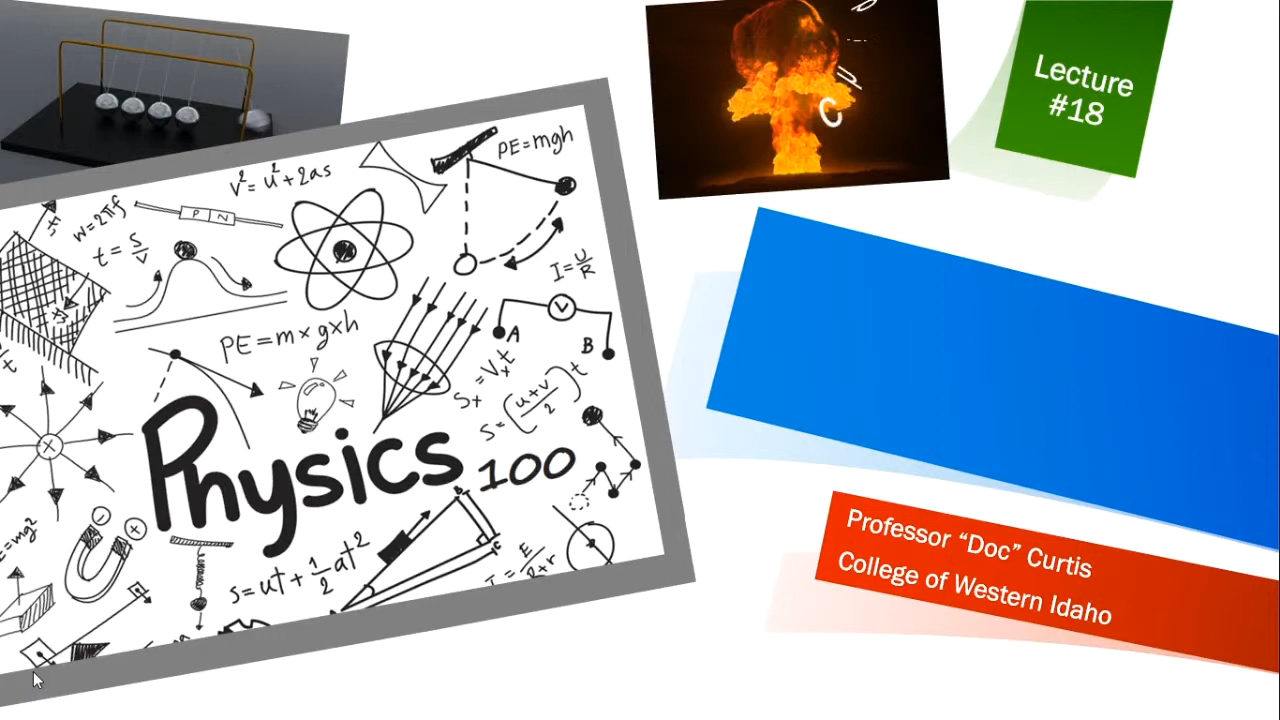 Lecture
#18
PE=mgh
v²=u²+2as
w=2πf
P N
t=S/V
I=U/R
V
A
B
PE=m×g×h
S = (u+v/2) t
Physics 100
X
- +
s=ut+½at²
Professor “Doc” Curtis
College of Western Idaho